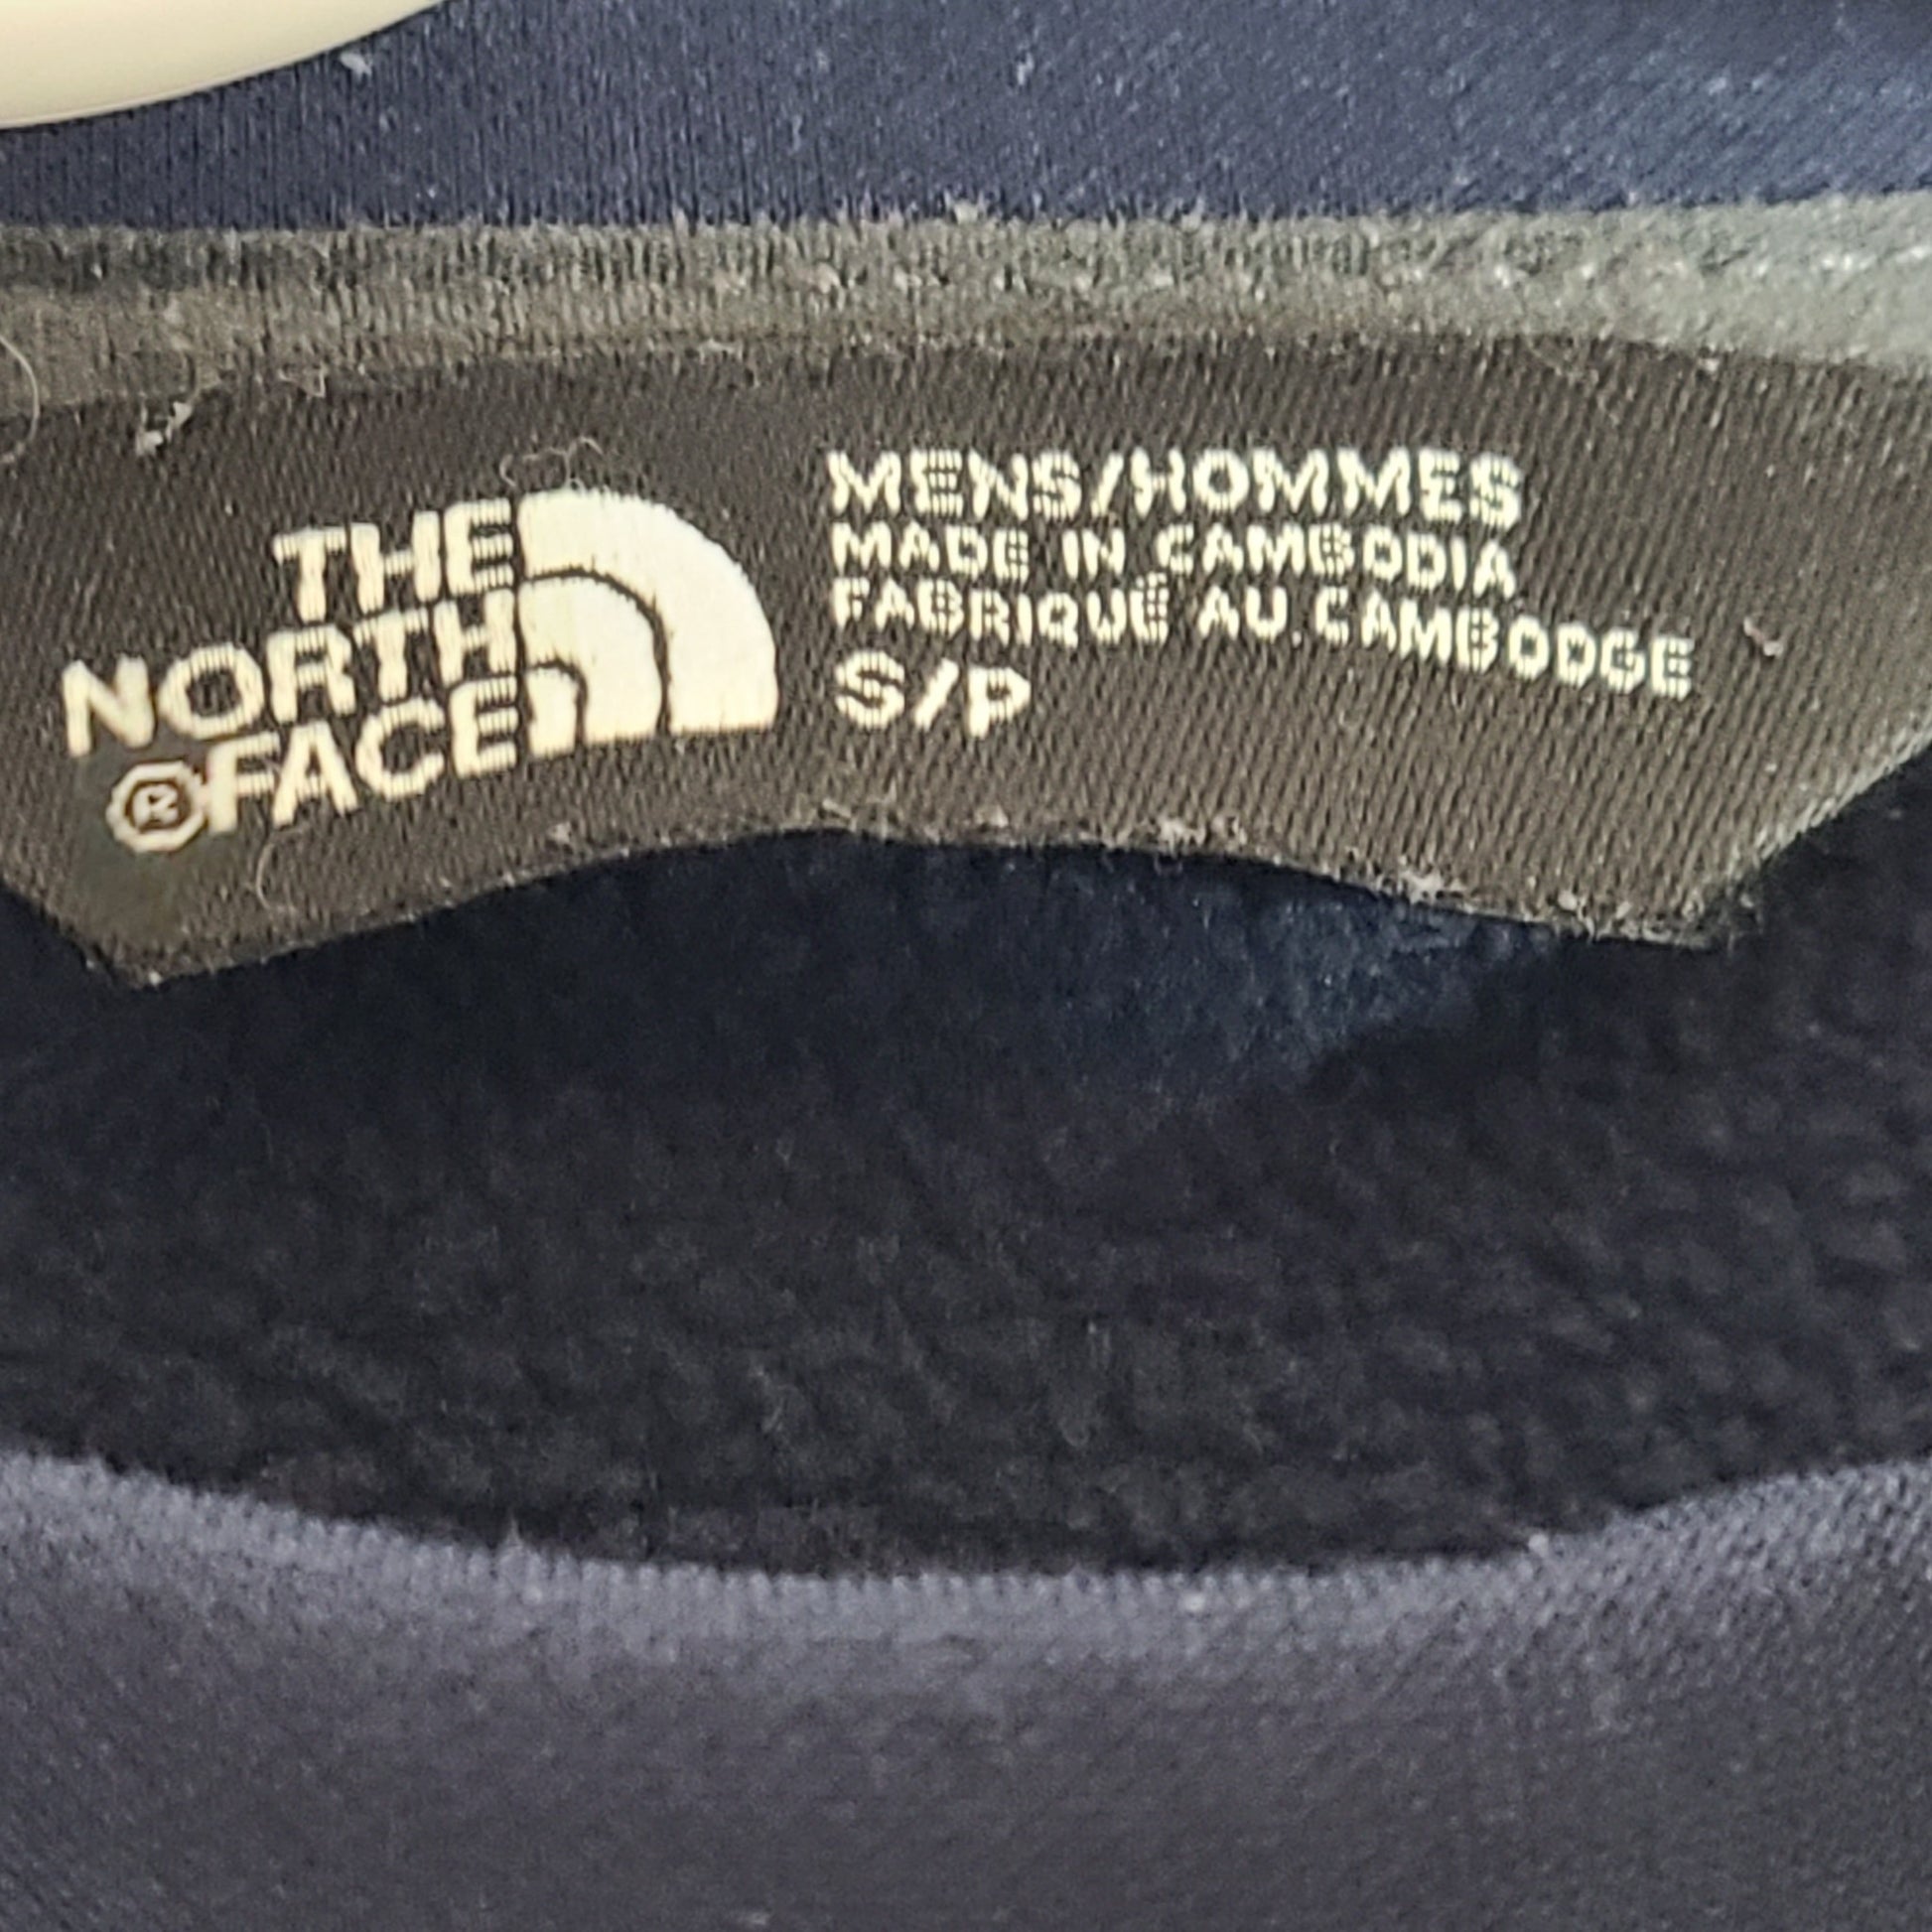 THE
NORTH
®FACE
MENS/HOMMES
MADE IN CAMBODIA
FABRIQUÉ AU CAMBODGE
S/P